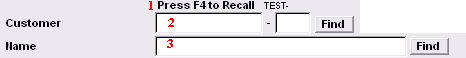 1 Press F4 to Recall TEST-
Customer 2 - Find
Name 3 Find